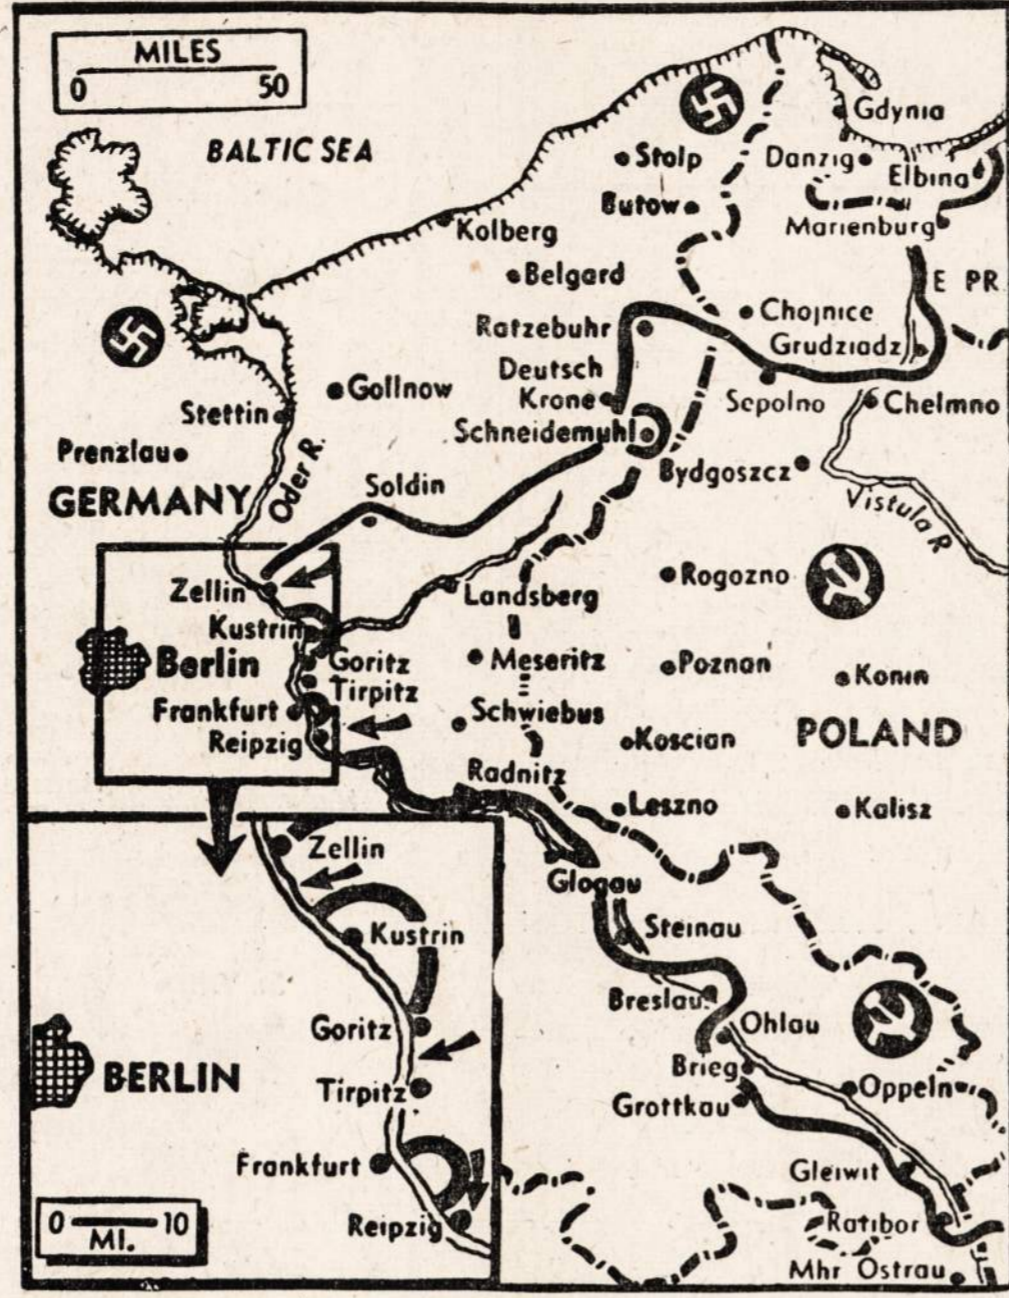 MILES
0 50
BALTIC SEA
Gdynia
Stolp
Danzig
Elbing
Butow
Marienburg
Kolberg
Belgard
E PR
Chojnice
Ratzebuhr
Grudziadz
Deutsch
Krone
Gollnow
Sepolno
Chelmno
Stettin
Schneidemuhl
Prenzlau
Bydgoszcz
Oder R.
Soldin
GERMANY
Vistula R
Rogozno
Zellin
Landsberg
Kustrin
Berlin
Goritz
Meseritz
Poznan
Konin
Tirpitz
Frankfurt
Schwiebus
Reipzig
Koscian
POLAND
Radnitz
Leszno
Kalisz
Zellin
Glogau
Kustrin
Steinau
Breslau
Goritz
Ohlau
BERLIN
Brieg
Tirpitz
Oppeln
Grottkau
Frankfurt
Gleiwit
0 10
MI.
Reipzig
Ratibor
Mhr Ostrau